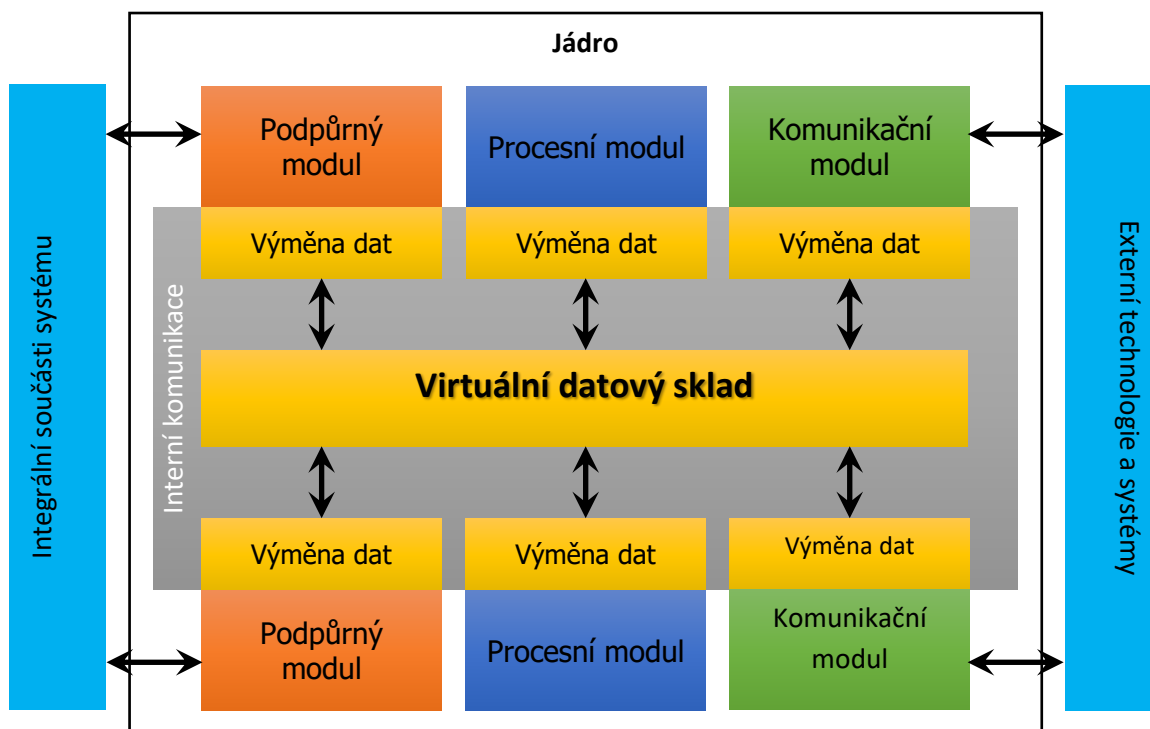 Jádro
Podpůrný
modul
Procesní modul
Komunikační
modul
Výměna dat
Výměna dat
Výměna dat
Integrální součásti systému
Interní komunikace
Virtuální datový sklad
Externí technologie a systémy
Výměna dat
Výměna dat
Výměna dat
Podpůrný
modul
Procesní modul
Komunikační
modul